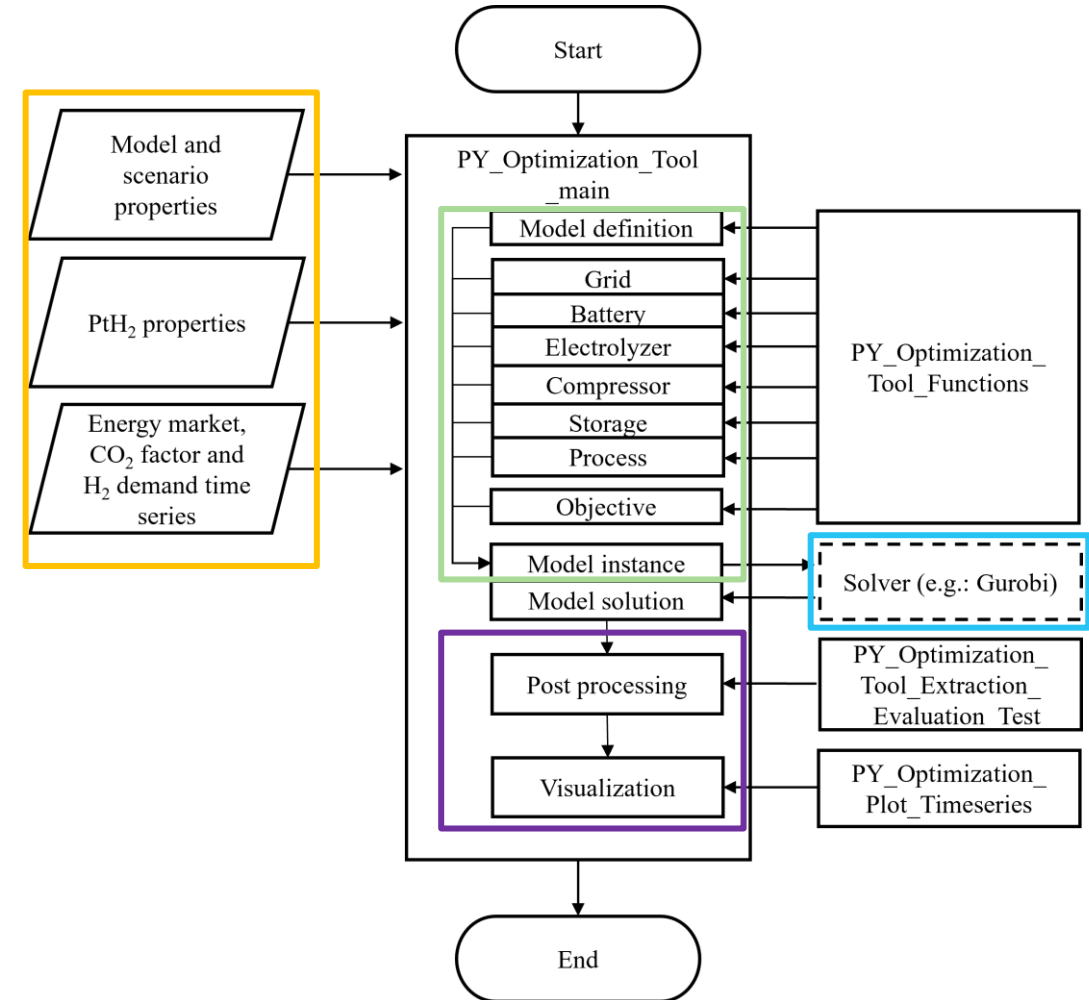 Start
Model and
scenario
properties
PtH₂ properties
Energy market,
CO₂ factor and
H₂ demand time
series
PY_Optimization_Tool
_main
Model definition
Grid
Battery
Electrolyzer
Compressor
Storage
Process
Objective
Model instance
Model solution
Post processing
Visualization
PY_Optimization_
Tool_Functions
Solver (e.g.: Gurobi)
PY_Optimization_
Tool_Extraction_
Evaluation_Test
PY_Optimization_
Plot_Timeseries
End